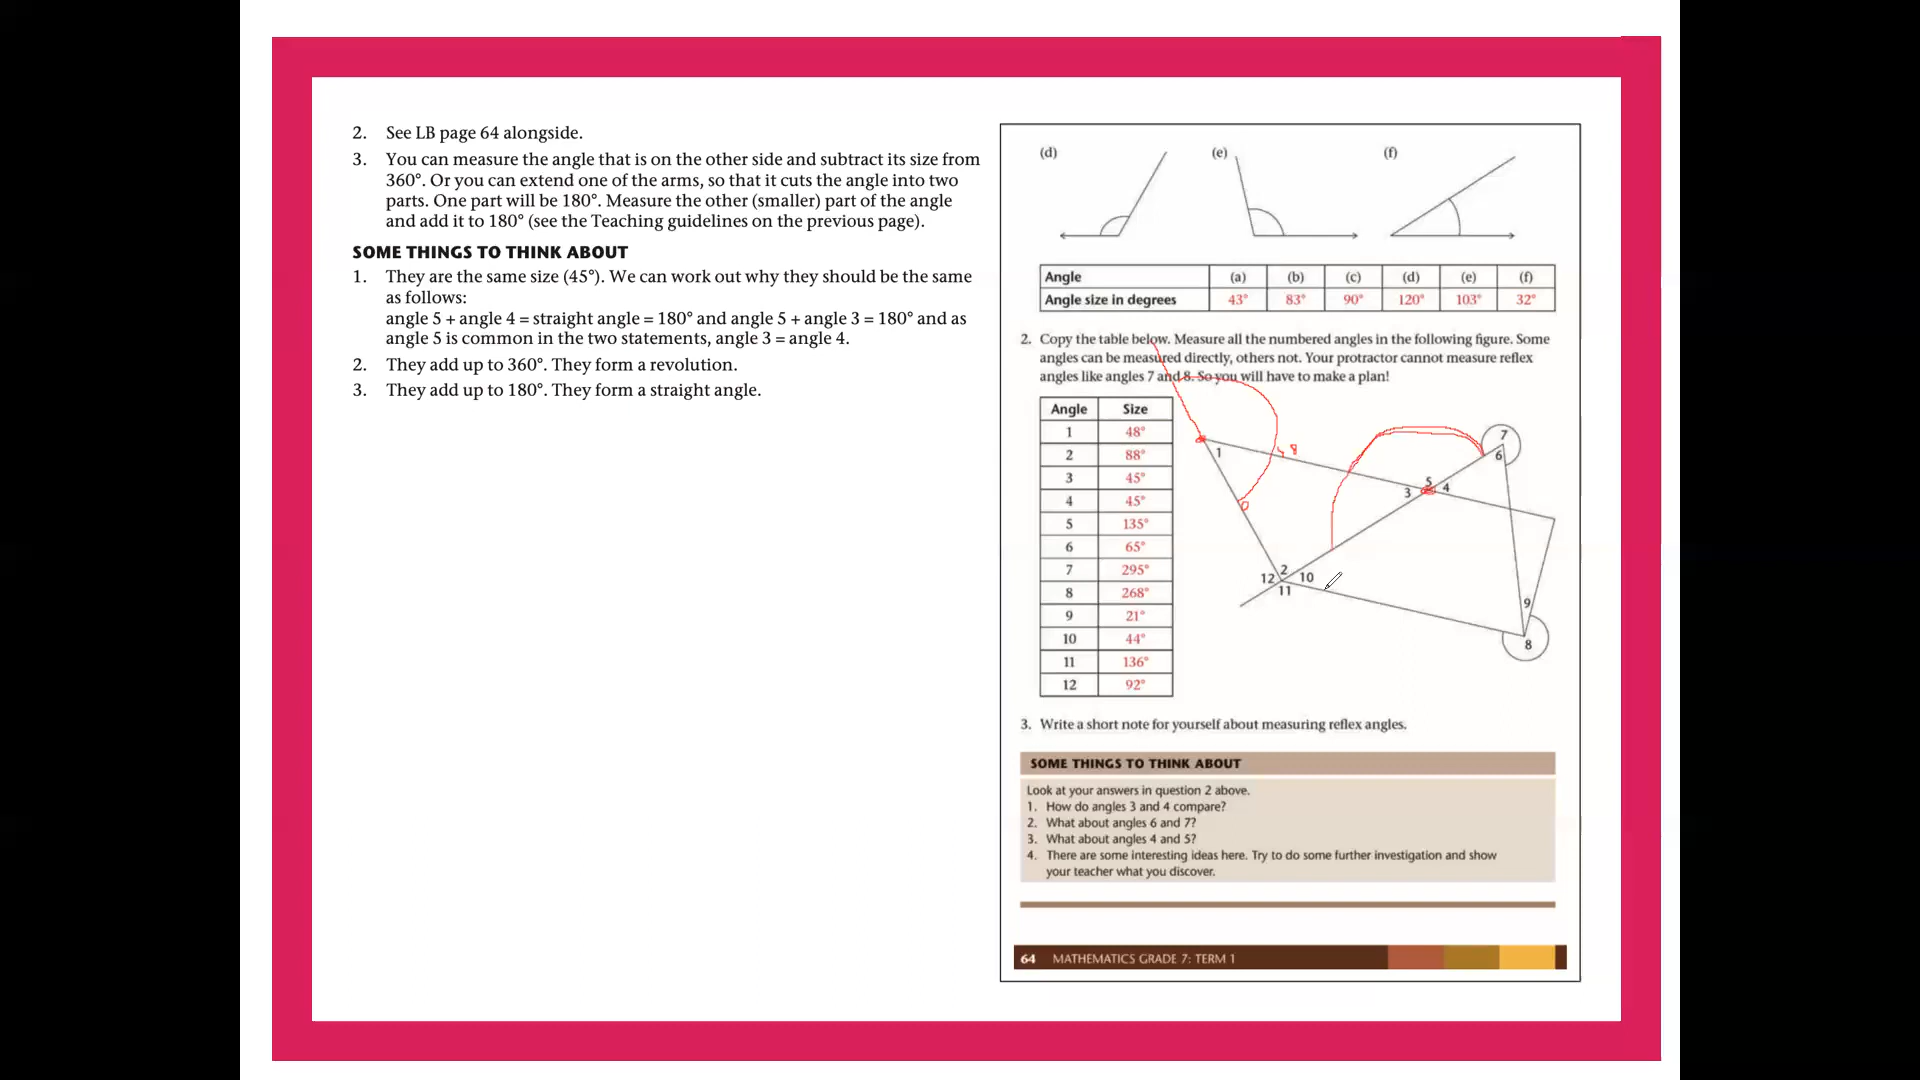 2. See LB page 64 alongside.
3. You can measure the angle that is on the other side and subtract its size from
360°. Or you can extend one of the arms, so that it cuts the angle into two
parts. One part will be 180°. Measure the other (smaller) part of the angle
and add it to 180° (see the Teaching guidelines on the previous page).
SOME THINGS TO THINK ABOUT
1. They are the same size (45°). We can work out why they should be the same
as follows:
angle 5 + angle 4 = straight angle = 180° and angle 5 + angle 3 = 180° and as
angle 5 is common in the two statements, angle 3 = angle 4.
2. They add up to 360°. They form a revolution.
3. They add up to 180°. They form a straight angle.
(d) (e) (f)
Angle (a) (b) (c) (d) (e) (f)
Angle size in degrees 43° 83° 90° 120° 103° 32°
2. Copy the table below. Measure all the numbered angles in the following figure. Some
angles can be measured directly, others not. Your protractor cannot measure reflex
angles like angles 7 and 8. So you will have to make a plan!
Angle Size
1 48°
2 88°
3 45°
4 45°
5 135°
6 65°
7 295°
8 268°
9 21°
10 44°
11 136°
12 92°
7
6
1
48
5
3 4
0
2
12 10
11
9
8
3. Write a short note for yourself about measuring reflex angles.
SOME THINGS TO THINK ABOUT
Look at your answers in question 2 above.
1. How do angles 3 and 4 compare?
2. What about angles 6 and 7?
3. What about angles 4 and 5?
4. There are some interesting ideas here. Try to do some further investigation and show
your teacher what you discover.
64 MATHEMATICS GRADE 7: TERM 1